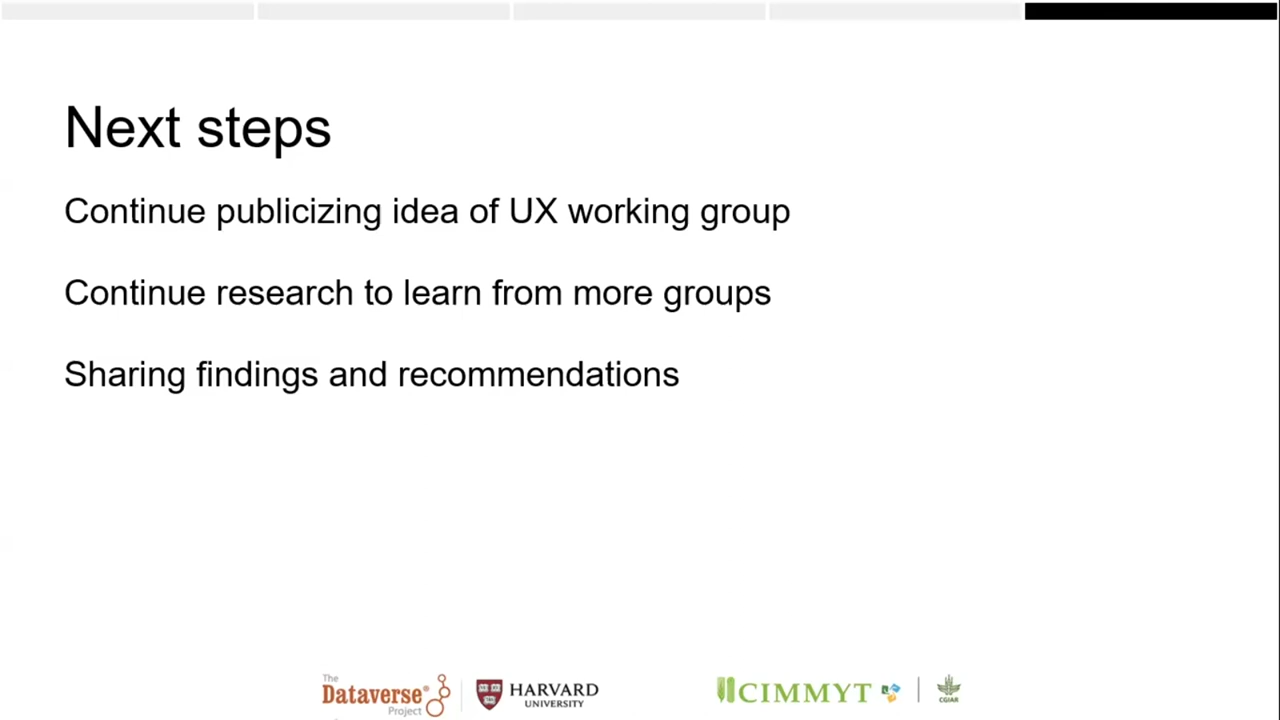 Next steps
Continue publicizing idea of UX working group
Continue research to learn from more groups
Sharing findings and recommendations
The
Dataverse®
Project
HARVARD
UNIVERSITY
CIMMYT
CGIAR